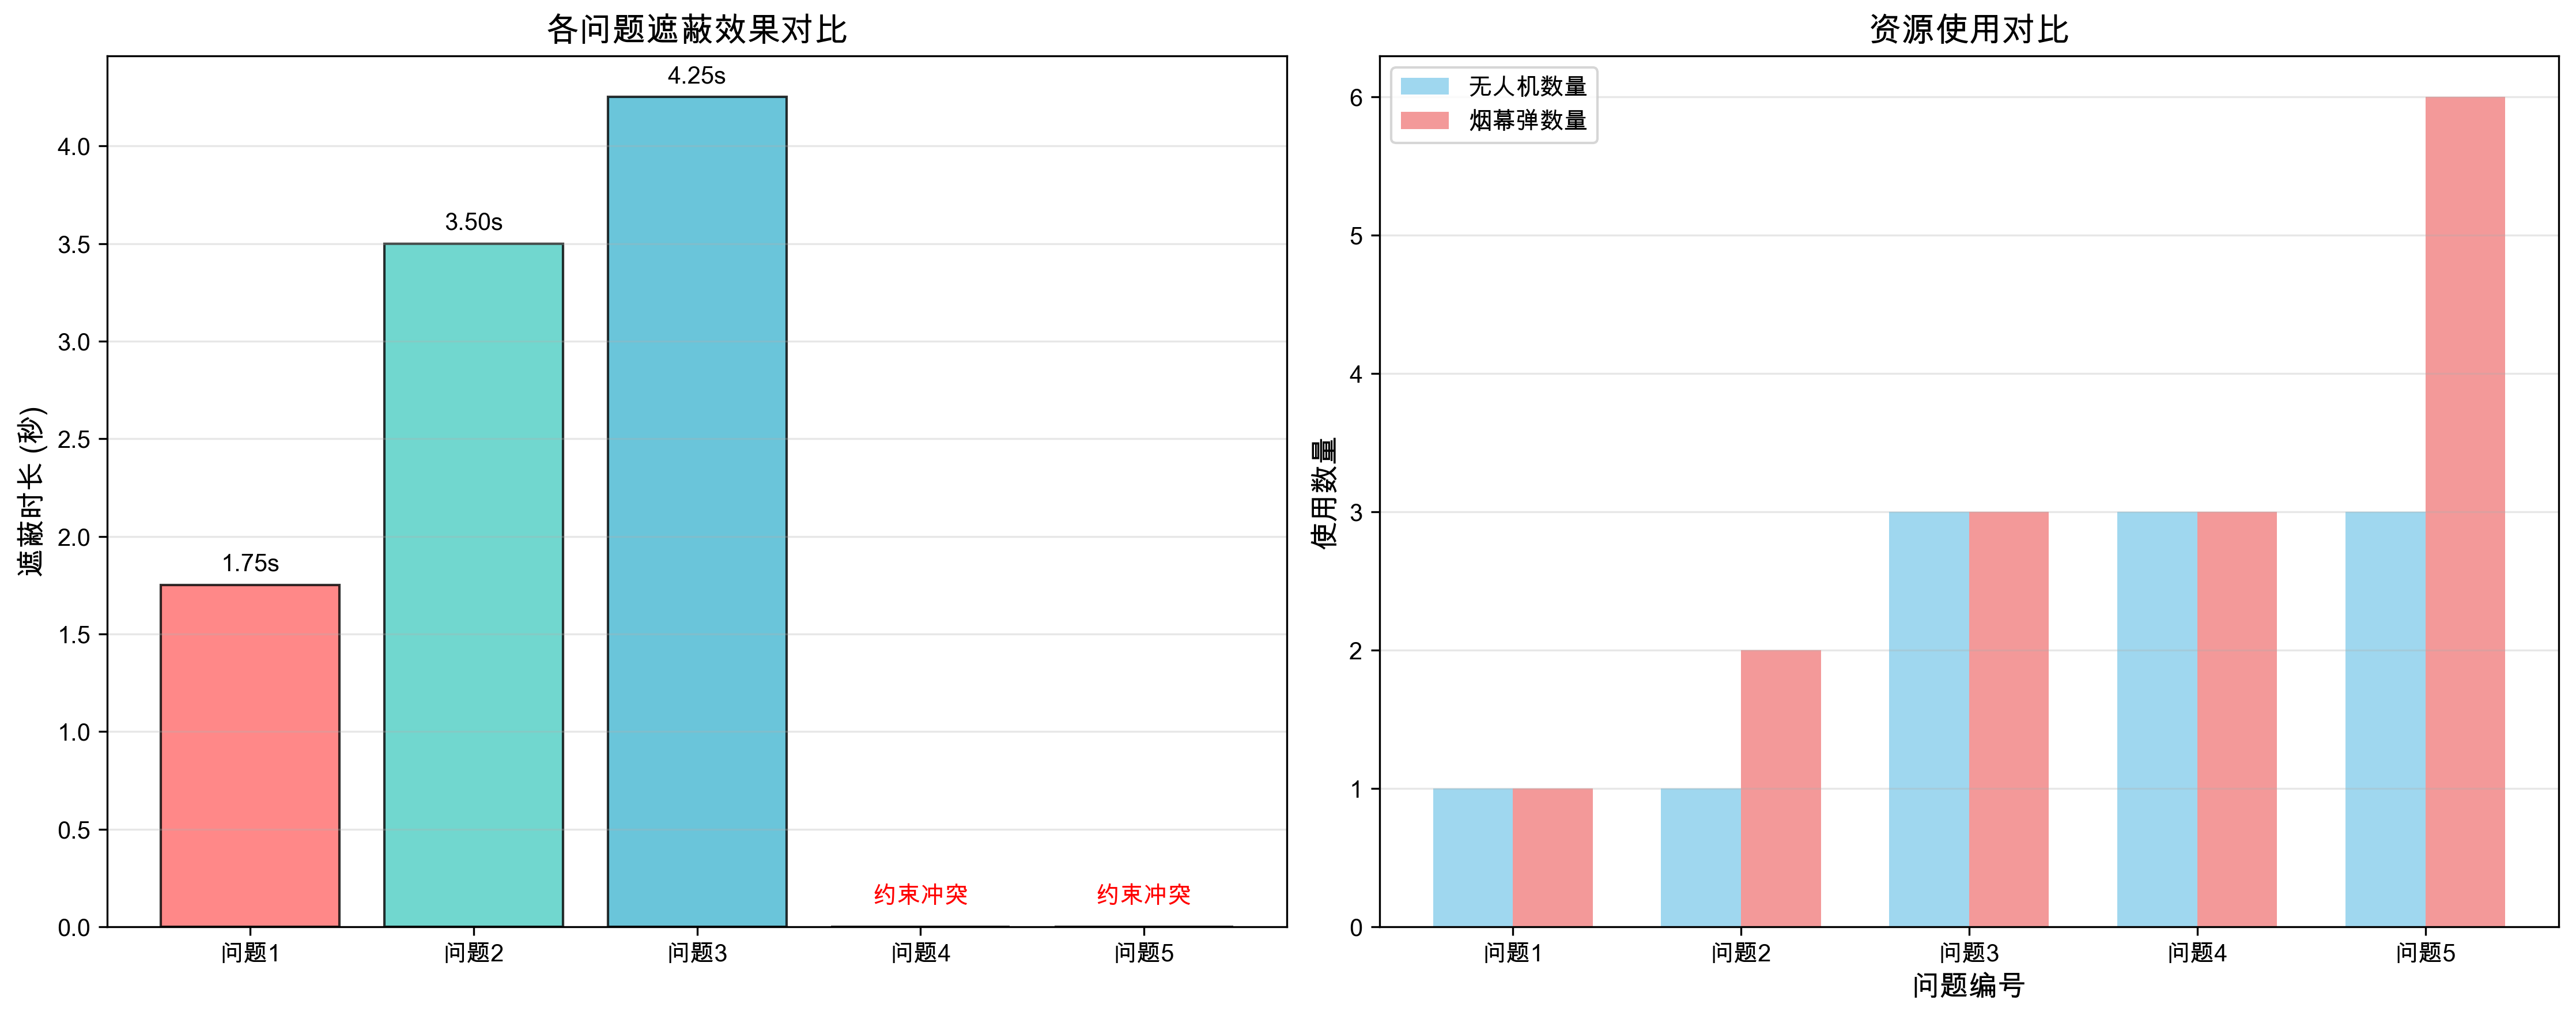 各问题遮蔽效果对比
遮蔽时长 (秒)
4.0
3.5
3.0
2.5
2.0
1.5
1.0
0.5
0.0
1.75s
3.50s
4.25s
约束冲突
约束冲突
问题1
问题2
问题3
问题4
问题5
资源使用对比
无人机数量
烟幕弹数量
使用数量
6
5
4
3
2
1
0
问题1
问题2
问题3
问题4
问题5
问题编号